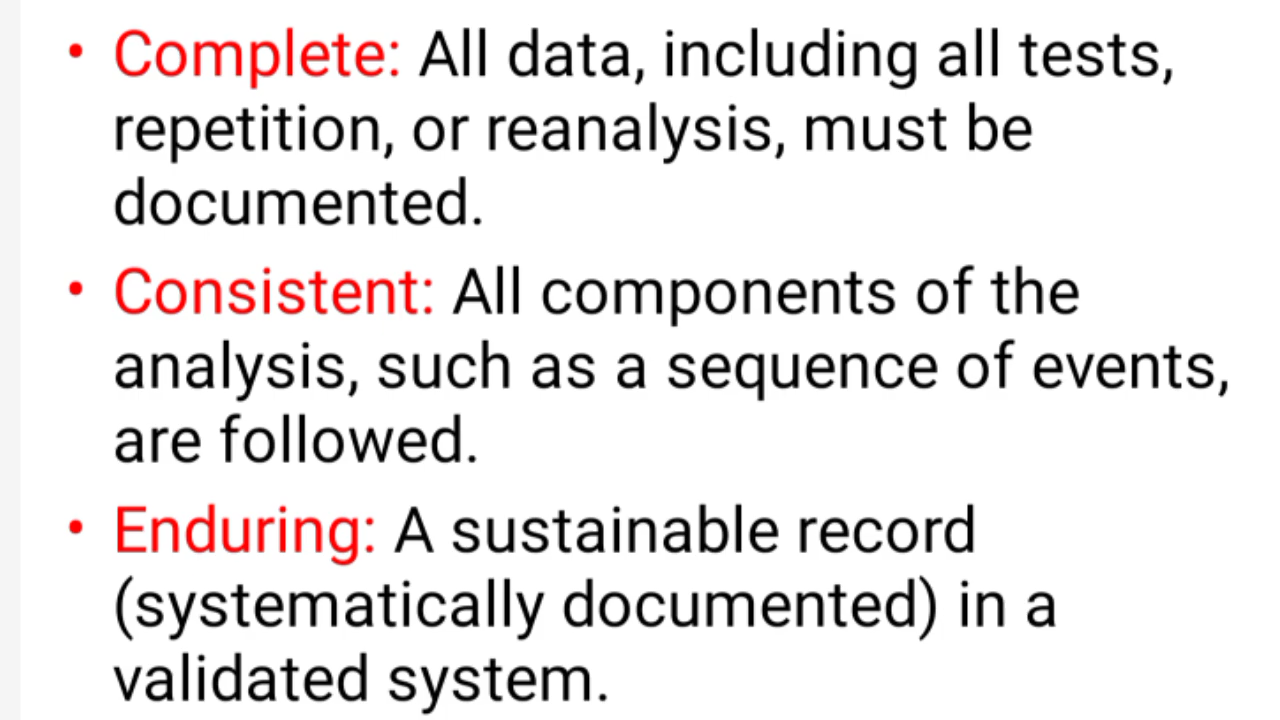 • Complete: All data, including all tests,
repetition, or reanalysis, must be
documented.
• Consistent: All components of the
analysis, such as a sequence of events,
are followed.
• Enduring: A sustainable record
(systematically documented) in a
validated system.